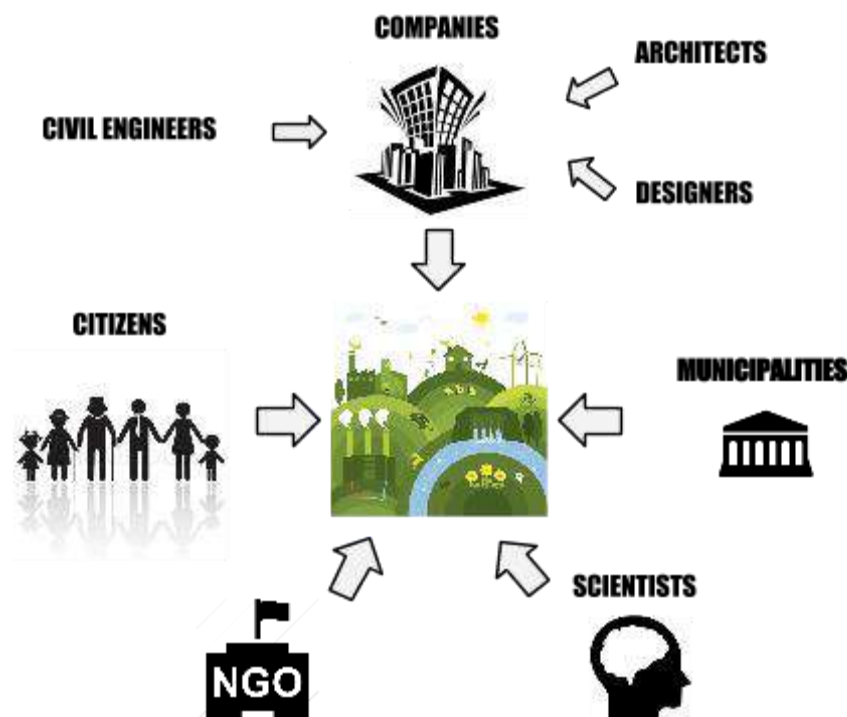 COMPANIES
ARCHITECTS
CIVIL ENGINEERS
DESIGNERS
CITIZENS
MUNICIPALITIES
SCIENTISTS
NGO